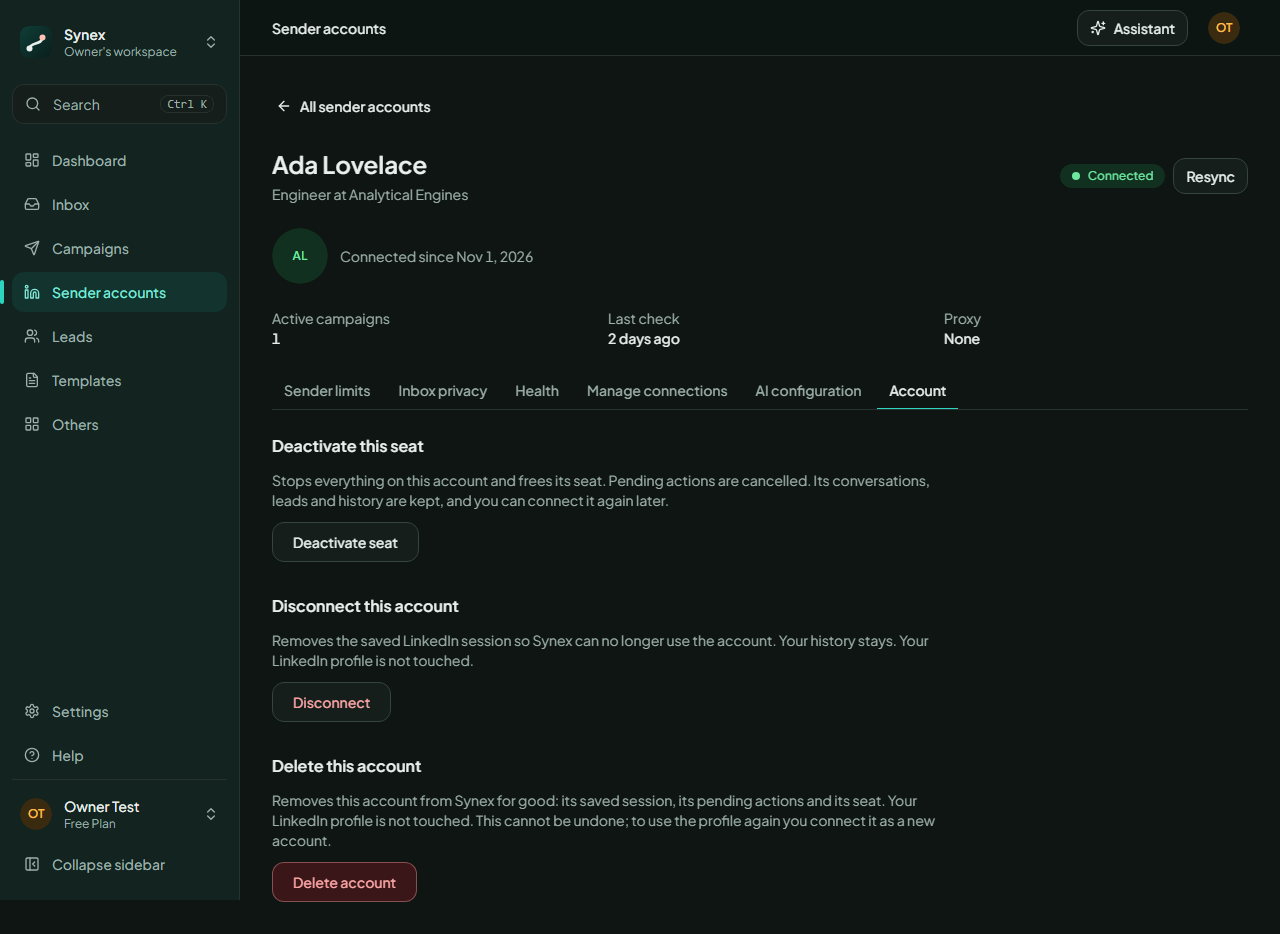 Synex
Owner's workspace
Search
Ctrl K
Dashboard
Inbox
Campaigns
Sender accounts
Leads
Templates
Others
Settings
Help
OT
Owner Test
Free Plan
Collapse sidebar
Sender accounts
Assistant
OT
All sender accounts
Ada Lovelace
Engineer at Analytical Engines
Connected
Resync
AL
Connected since Nov 1, 2026
Active campaigns
1
Last check
2 days ago
Proxy
None
Sender limits
Inbox privacy
Health
Manage connections
AI configuration
Account
Deactivate this seat
Stops everything on this account and frees its seat. Pending actions are cancelled. Its conversations,
leads and history are kept, and you can connect it again later.
Deactivate seat
Disconnect this account
Removes the saved LinkedIn session so Synex can no longer use the account. Your history stays. Your
LinkedIn profile is not touched.
Disconnect
Delete this account
Removes this account from Synex for good: its saved session, its pending actions and its seat. Your
LinkedIn profile is not touched. This cannot be undone; to use the profile again you connect it as a new
account.
Delete account